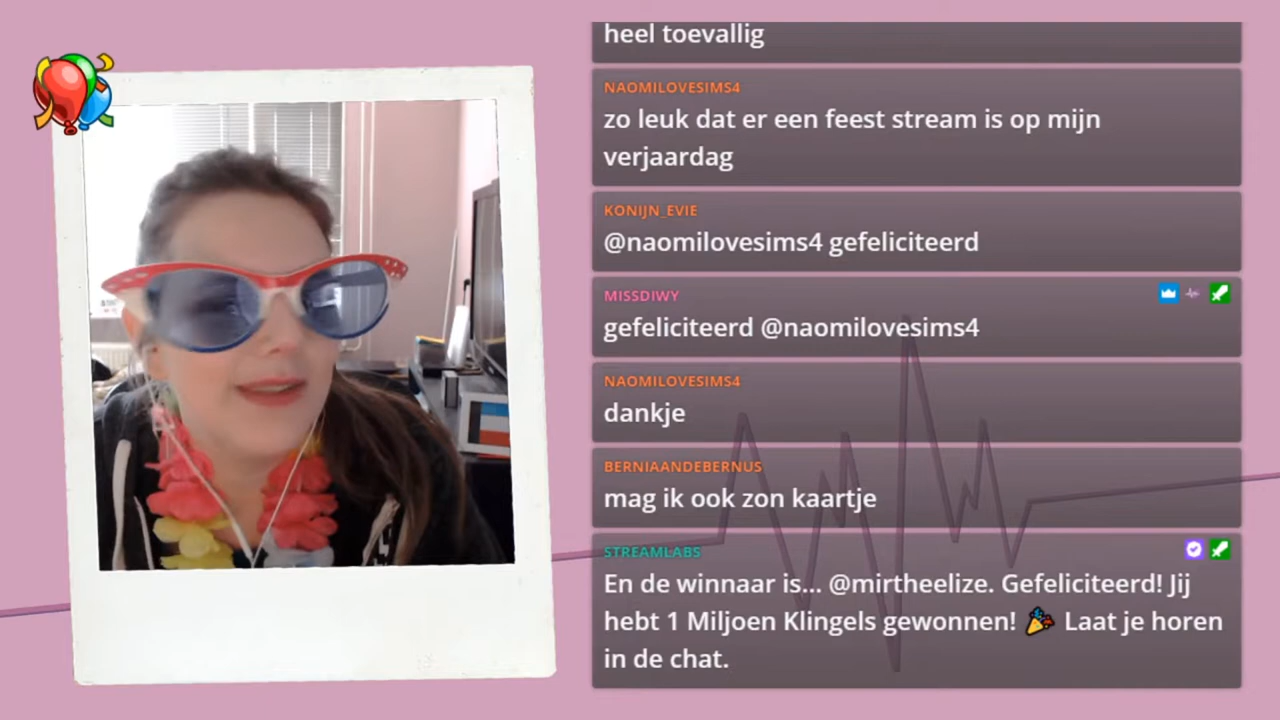 heel toevallig
NAOMILOVESIMS4
zo leuk dat er een feest stream is op mijn
verjaardag
KONIJN_EVIE
@naomilovesims4 gefeliciteerd
MISSDIWY
gefeliciteerd @naomilovesims4
NAOMILOVESIMS4
dankje
BERNIAANDEBERNUS
mag ik ook zon kaartje
STREAMLABS
En de winnaar is... @mirtheelize. Gefeliciteerd! Jij
hebt 1 Miljoen Klingels gewonnen! 🎉 Laat je horen
in de chat.